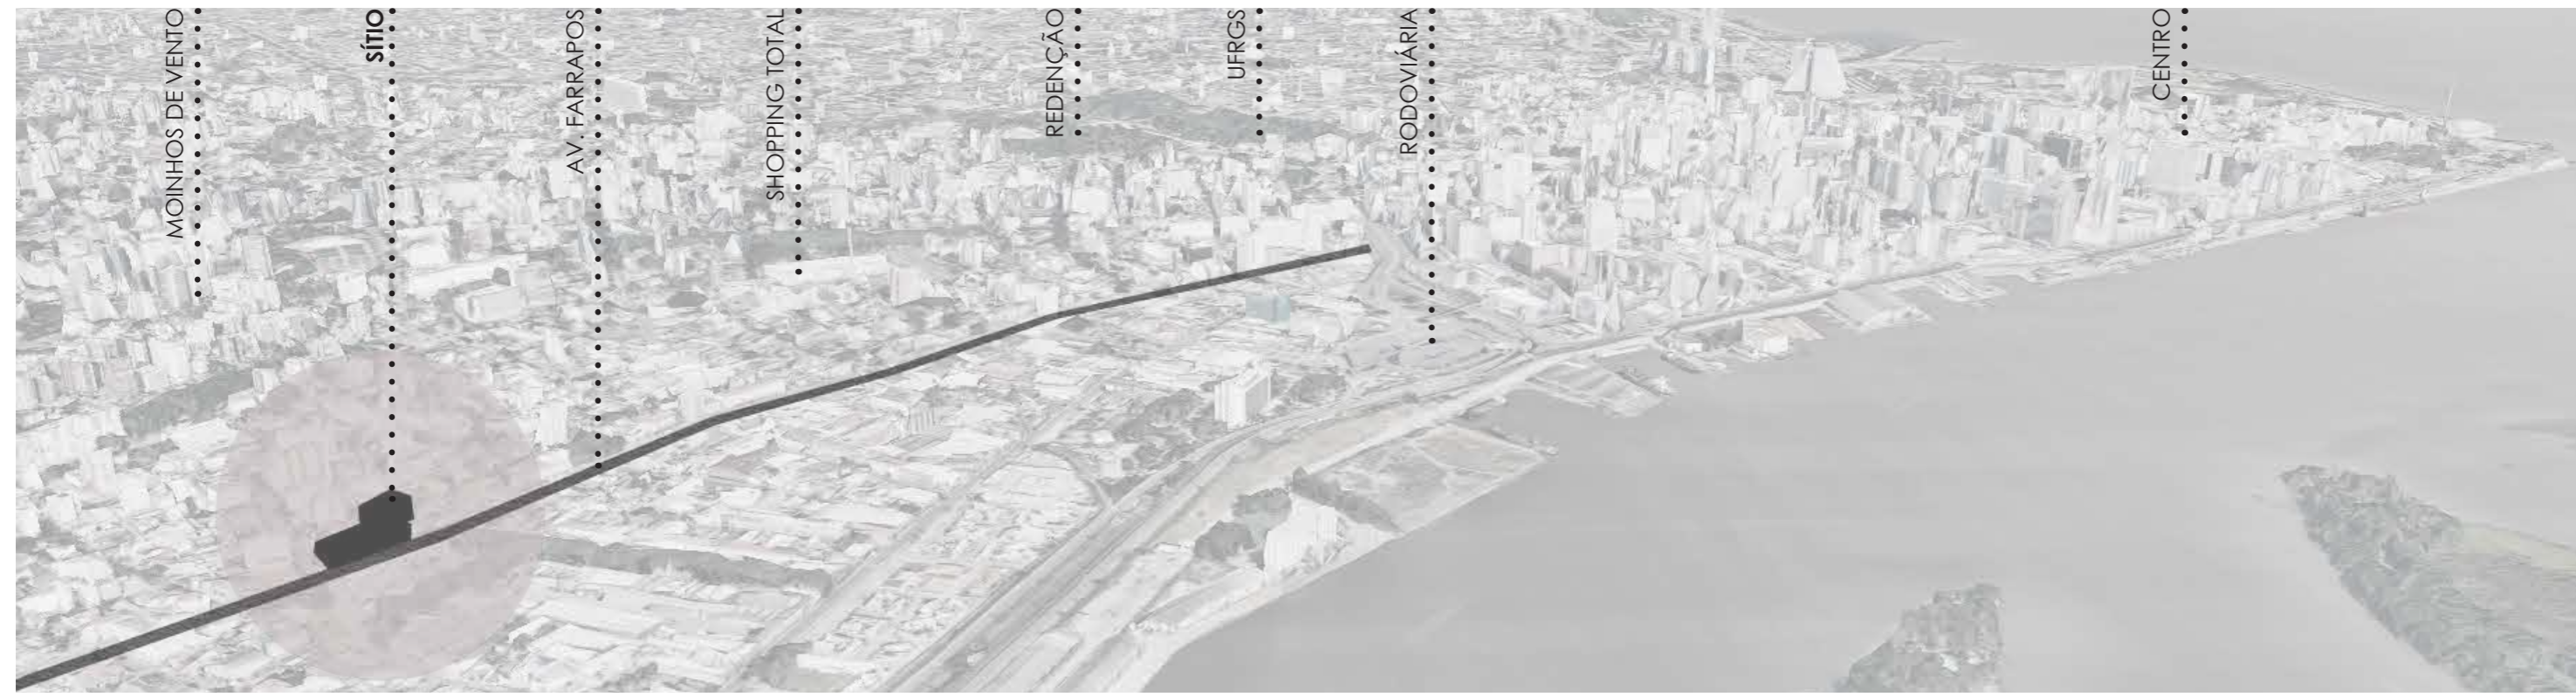 MOINHOS DE VENTO
SÍTIO
AV. FARRAPOS
SHOPPING TOTAL
REDENÇÃO
UFRGS
RODOVIÁRIA
CENTRO